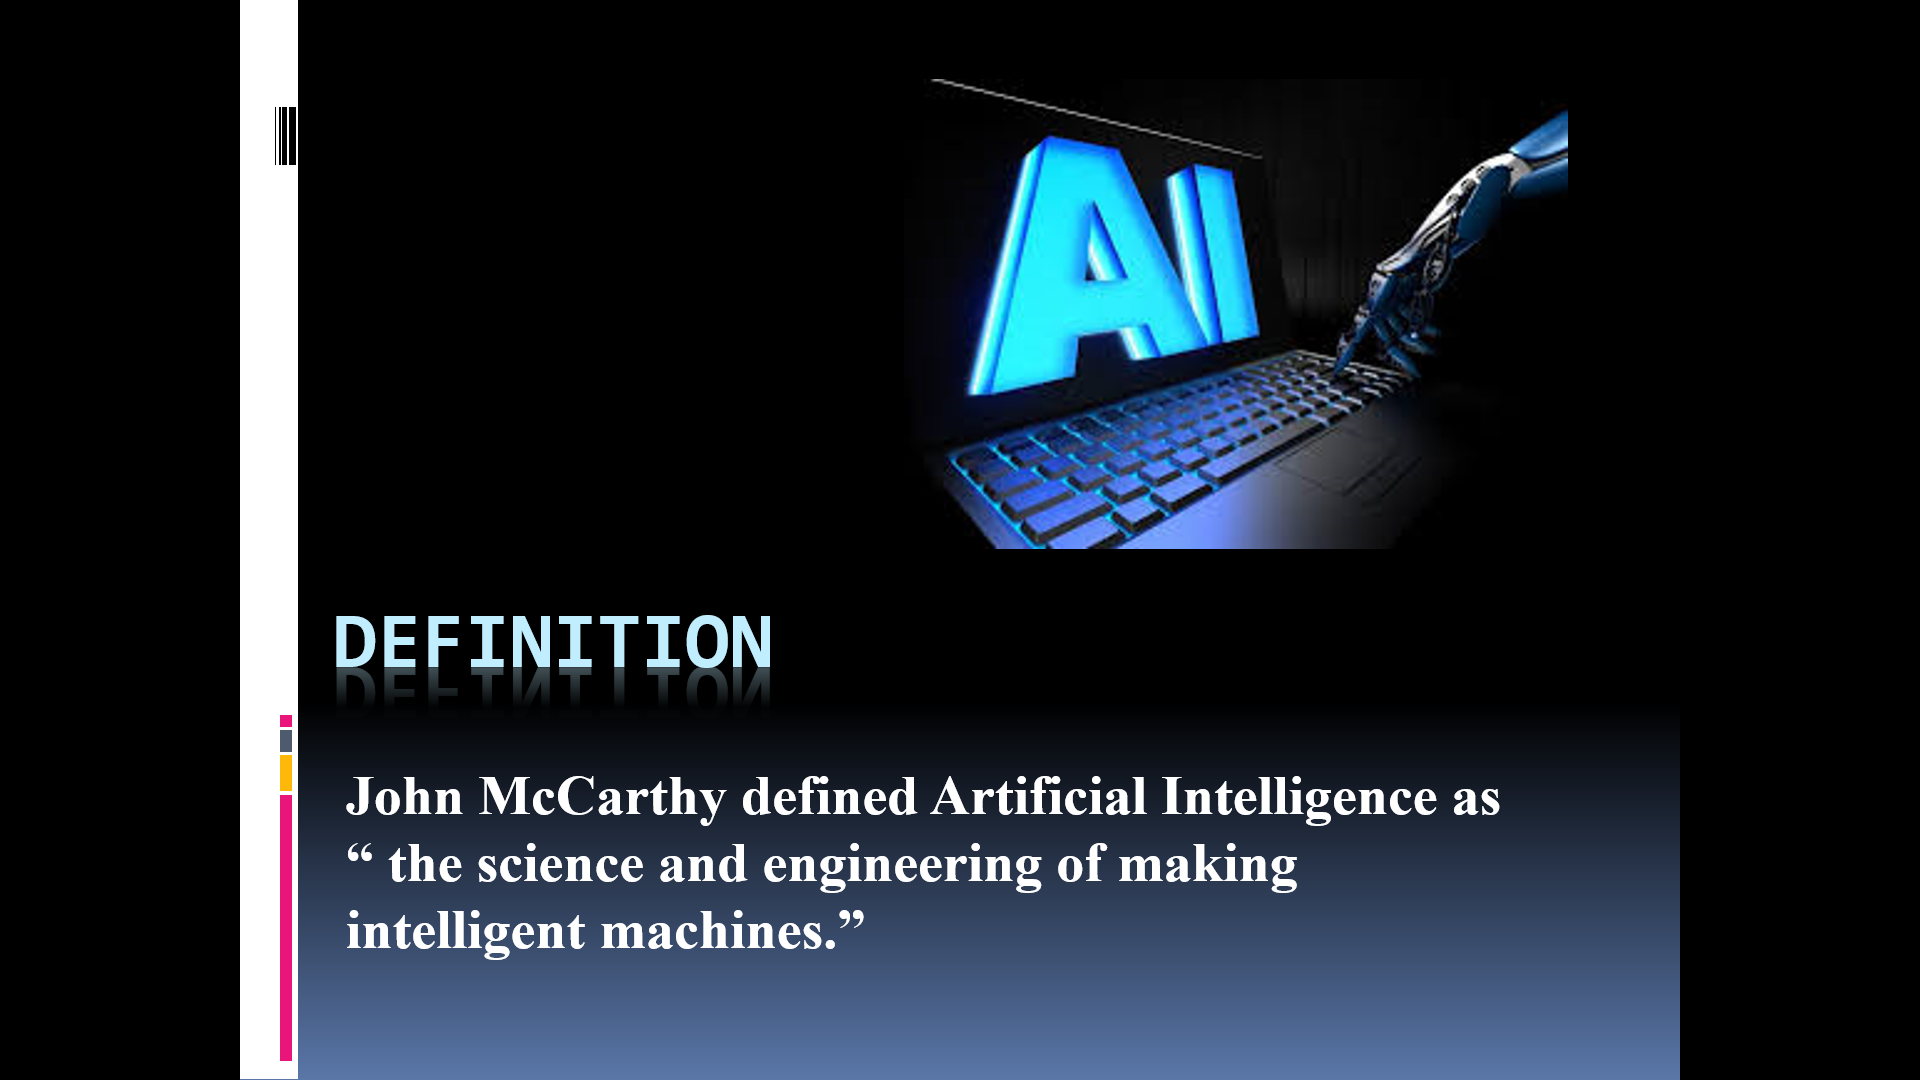 AI
DEFINITION
John McCarthy defined Artificial Intelligence as
“ the science and engineering of making
intelligent machines.”